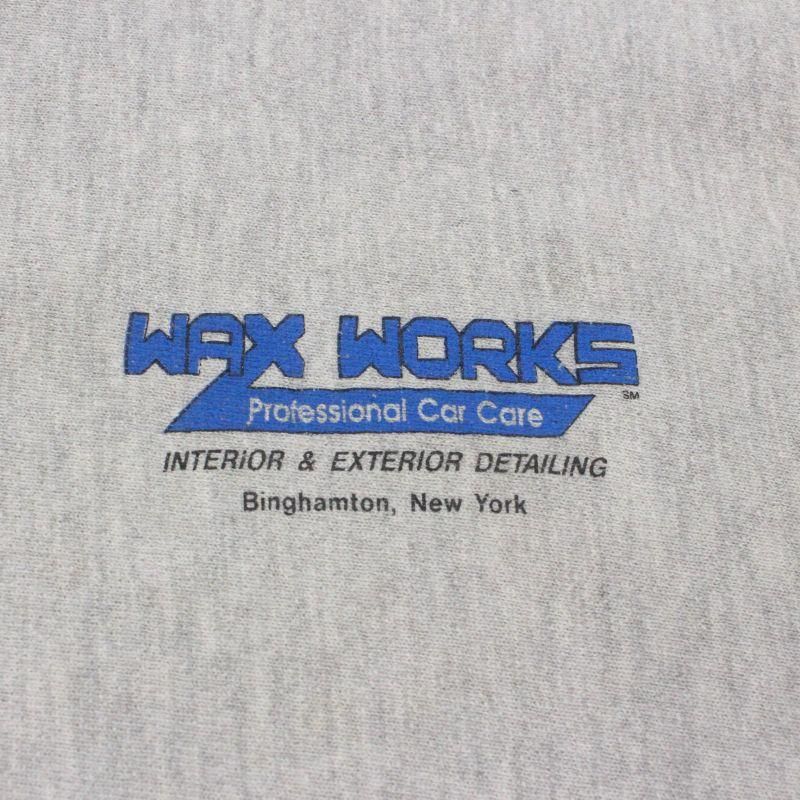 WAX WORKS
SM
Professional Car Care
INTERIOR & EXTERIOR DETAILING
Binghamton, New York